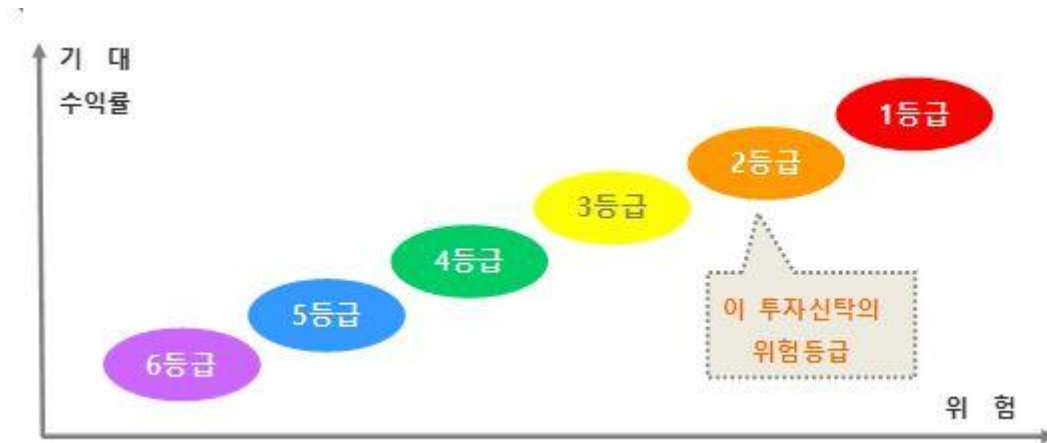 기 대
수익률
1등급
2등급
3등급
4등급
5등급
6등급
이 투자신탁의
위험등급
위 험